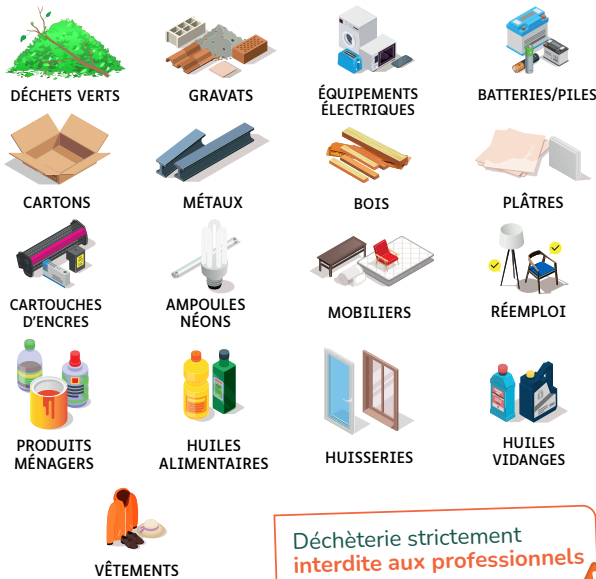 DÉCHETS VERTS
GRAVATS
ÉQUIPEMENTS
ÉLECTRIQUES
BATTERIES/PILES
CARTONS
MÉTAUX
BOIS
PLÂTRES
CARTOUCHES
D'ENCRES
AMPOULES
NÉONS
MOBILIERS
RÉEMPLOI
PRODUITS
MÉNAGERS
HUILES
ALIMENTAIRES
HUISSERIES
HUILES
VIDANGES
VÊTEMENTS
Déchèterie strictement
interdite aux professionnels